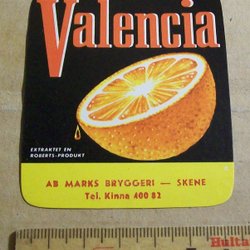 Valencia
EXTRAKTET EN
ROBERTS-PRODUKT
AB MARKS BRYGGERI — SKENE
Tel. Kinna 400 82